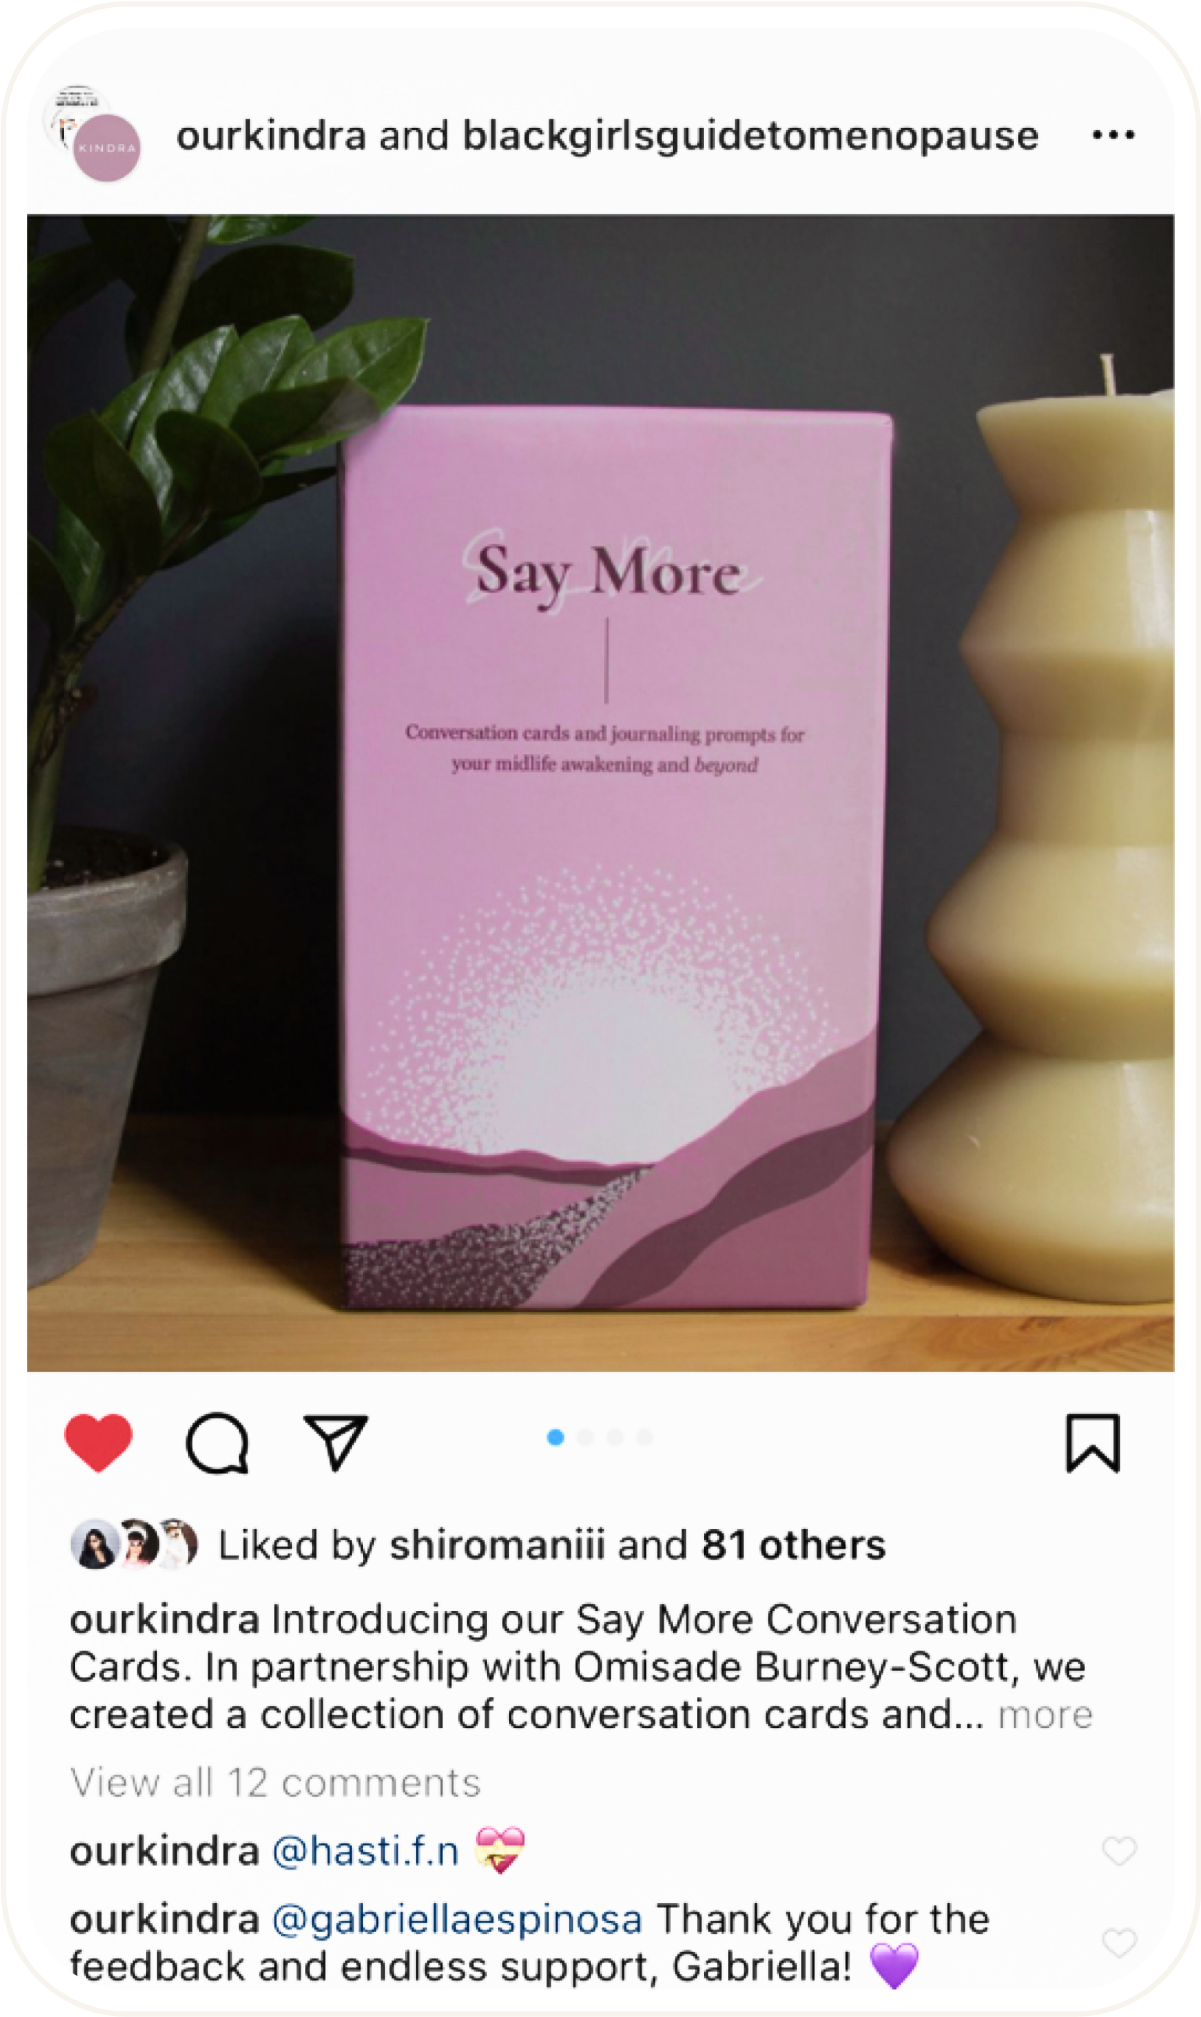 KINDRA
ourkindra and blackgirlsguidetomenopause
Say More
Conversation cards and journaling prompts for
your midlife awakening and beyond
Liked by shiromaniii and 81 others
ourkindra Introducing our Say More Conversation
Cards. In partnership with Omisade Burney-Scott, we
created a collection of conversation cards and... more
View all 12 comments
ourkindra @hasti.f.n 💝
ourkindra @gabriellaespinosa Thank you for the
feedback and endless support, Gabriella! 💜